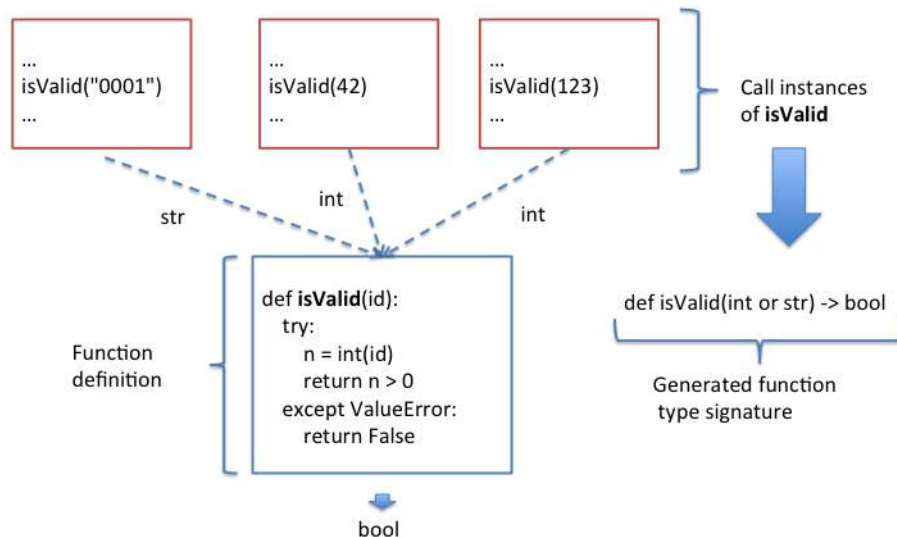 ...
isValid("0001")
...
...
isValid(42)
...
...
isValid(123)
...
Call instances
of isValid
str
int
int
def isValid(id):
try:
n = int(id)
return n > 0
except ValueError:
return False
Function
definition
bool
def isValid(int or str) -> bool
Generated function
type signature